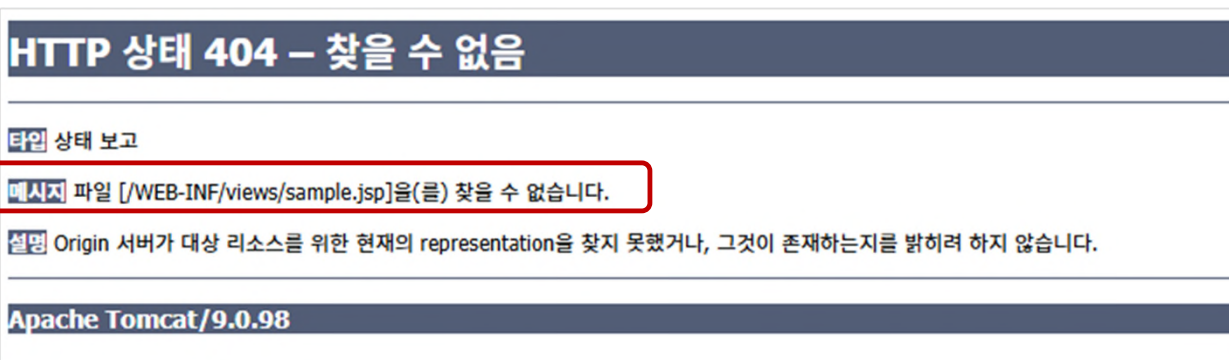 HTTP 상태 404 – 찾을 수 없음
타입 상태 보고
메시지 파일 [/WEB-INF/views/sample.jsp]을(를) 찾을 수 없습니다.
설명 Origin 서버가 대상 리소스를 위한 현재의 representation을 찾지 못했거나, 그것이 존재하는지를 밝히려 하지 않습니다.
Apache Tomcat/9.0.98